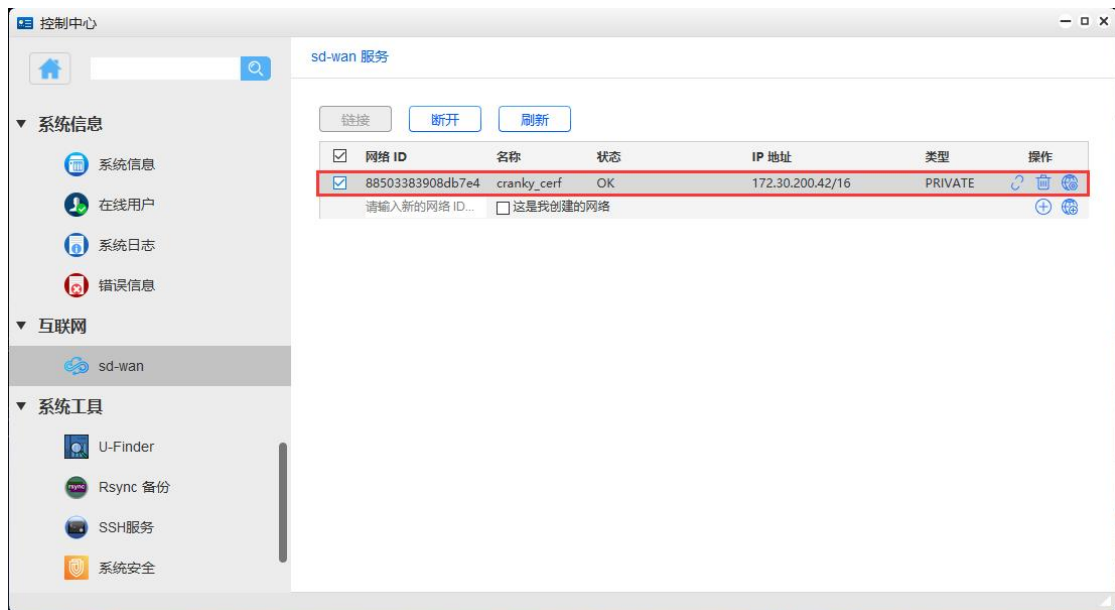 控制中心
sd-wan 服务
系统信息
系统信息
在线用户
系统日志
错误信息
互联网
sd-wan
系统工具
U-Finder
Rsync 备份
SSH服务
系统安全
链接 断开 刷新
网络 ID 名称 状态 IP 地址 类型 操作
88503383908db7e4 cranky_cerf OK 172.30.200.42/16 PRIVATE
请输入新的网络 ID... 这是我创建的网络